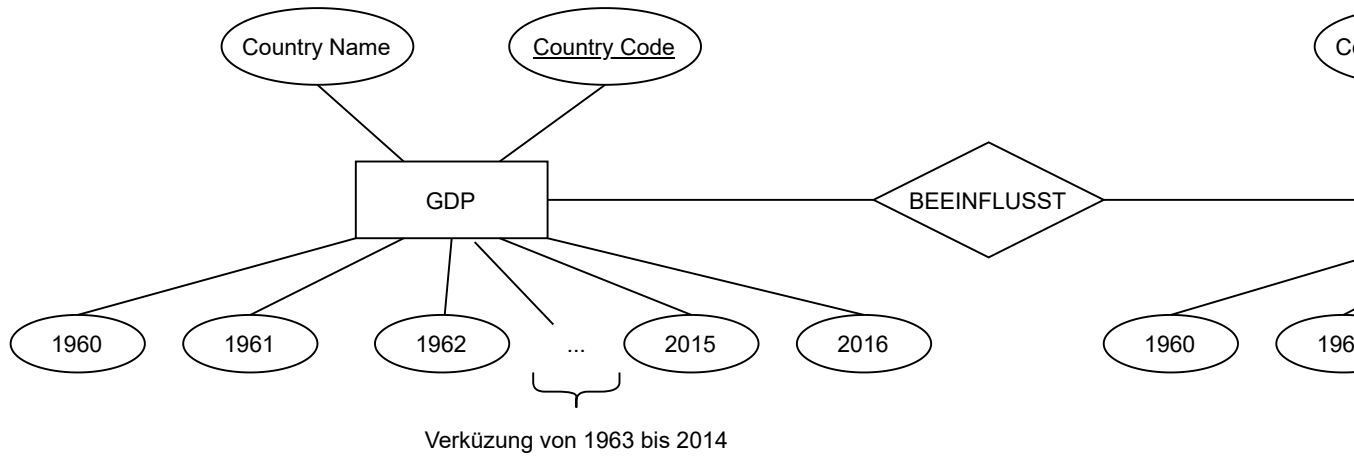 Country Name
Country Code
GDP
BEEINFLUSST
1960
1961
1962
...
2015
2016
1960
Verküzung von 1963 bis 2014